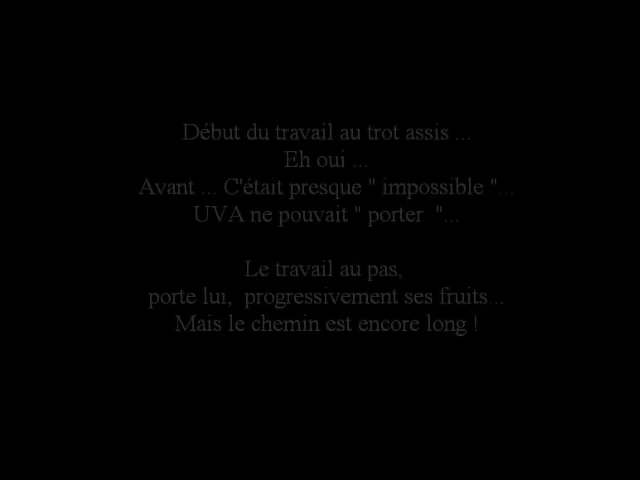 Début du travail au trot assis ...
Eh oui ...
Avant ... C'était presque " impossible "...
UVA ne pouvait " porter  "...
Le travail au pas,
porte lui,  progressivement ses fruits...
Mais le chemin est encore long !